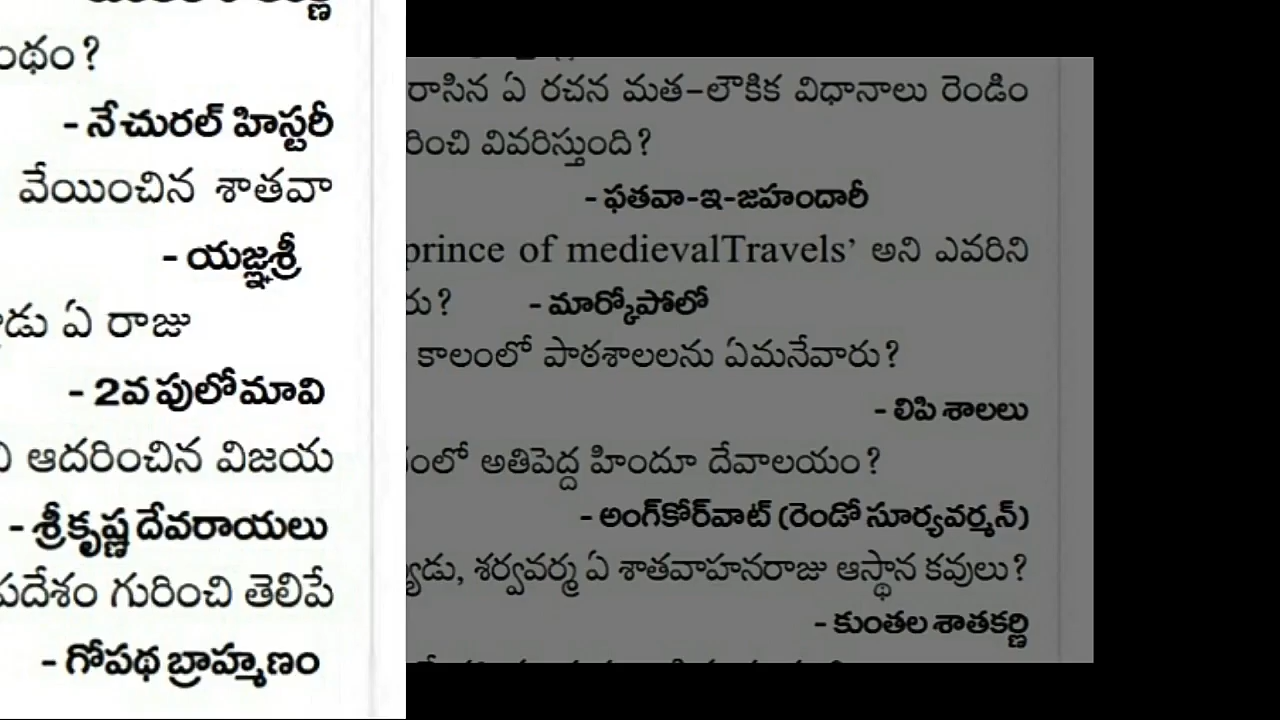 ంథం?
- నేచురల్ హిస్టరీ
వేయించిన శాతవా
- యజ్ఞశ్రీ
డు ఏ రాజు
- 2వ పులోమావి
ఆదరించిన విజయ
- శ్రీకృష్ణ దేవరాయలు
పదేశం గురించి తెలిపే
- గోపథ బ్రాహ్మణం
రాసిన ఏ రచన మత-లౌకిక విధానాలు రెండిం
రించి వివరిస్తుంది?
- ఫతవా-ఇ-జహందారీ
prince of medievalTravels’ అని ఎవరిని
రు? - మార్కోపోలో
కాలంలో పాఠశాలలను ఏమనేవారు?
- లిపి శాలలు
ంలో అతిపెద్ద హిందూ దేవాలయం?
- అంగ్‌కోర్‌వాట్ (రెండో సూర్యవర్మన్)
డు, శర్వవర్మ ఏ శాతవాహనరాజు ఆస్థాన కవులు?
- కుంతల శాతకర్ణి